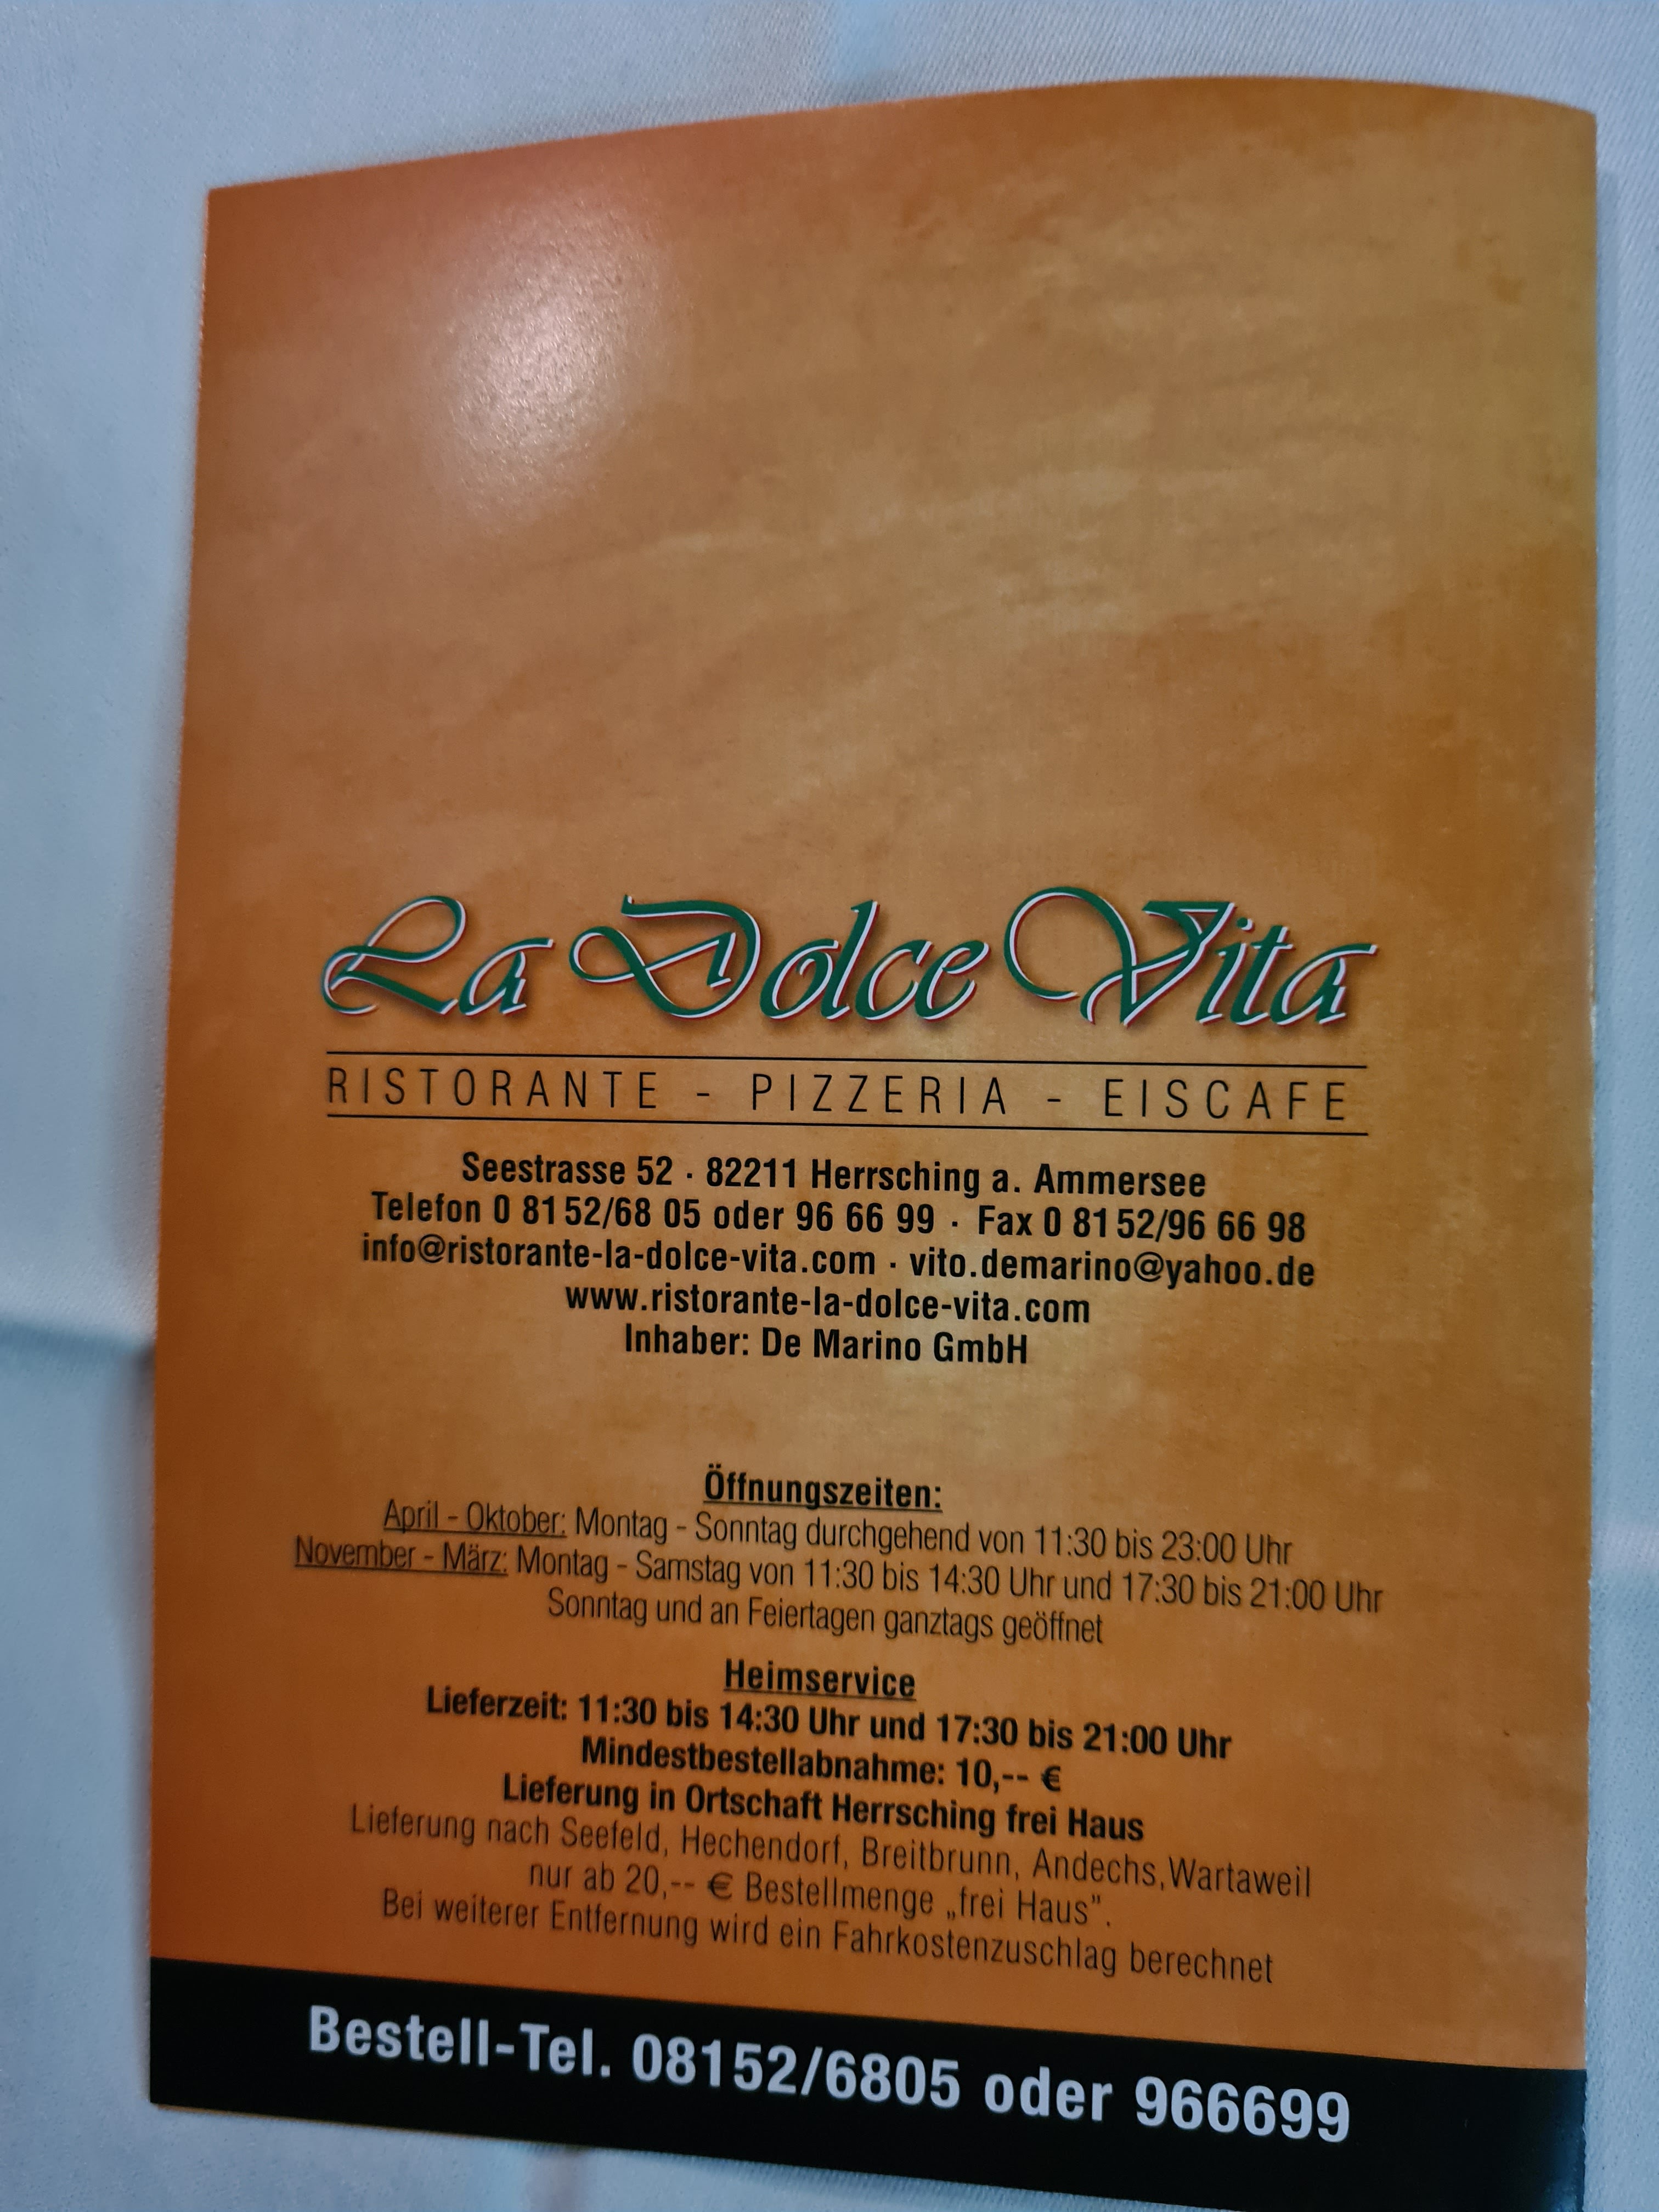 La Dolce Vita
RISTORANTE - PIZZERIA - EISCAFE
Seestrasse 52 · 82211 Herrsching a. Ammersee
Telefon 0 81 52/68 05 oder 96 66 99 · Fax 0 81 52/96 66 98
info@ristorante-la-dolce-vita.com · vito.demarino@yahoo.de
www.ristorante-la-dolce-vita.com
Inhaber: De Marino GmbH
Öffnungszeiten:
April - Oktober: Montag - Sonntag durchgehend von 11:30 bis 23:00 Uhr
November - März: Montag - Samstag von 11:30 bis 14:30 Uhr und 17:30 bis 21:00 Uhr
Sonntag und an Feiertagen ganztags geöffnet
Heimservice
Lieferzeit: 11:30 bis 14:30 Uhr und 17:30 bis 21:00 Uhr
Mindestbestellabnahme: 10,-- €
Lieferung in Ortschaft Herrsching frei Haus
Lieferung nach Seefeld, Hechendorf, Breitbrunn, Andechs,Wartaweil
nur ab 20,-- € Bestellmenge „frei Haus".
Bei weiterer Entfernung wird ein Fahrkostenzuschlag berechnet
Bestell-Tel. 08152/6805 oder 966699